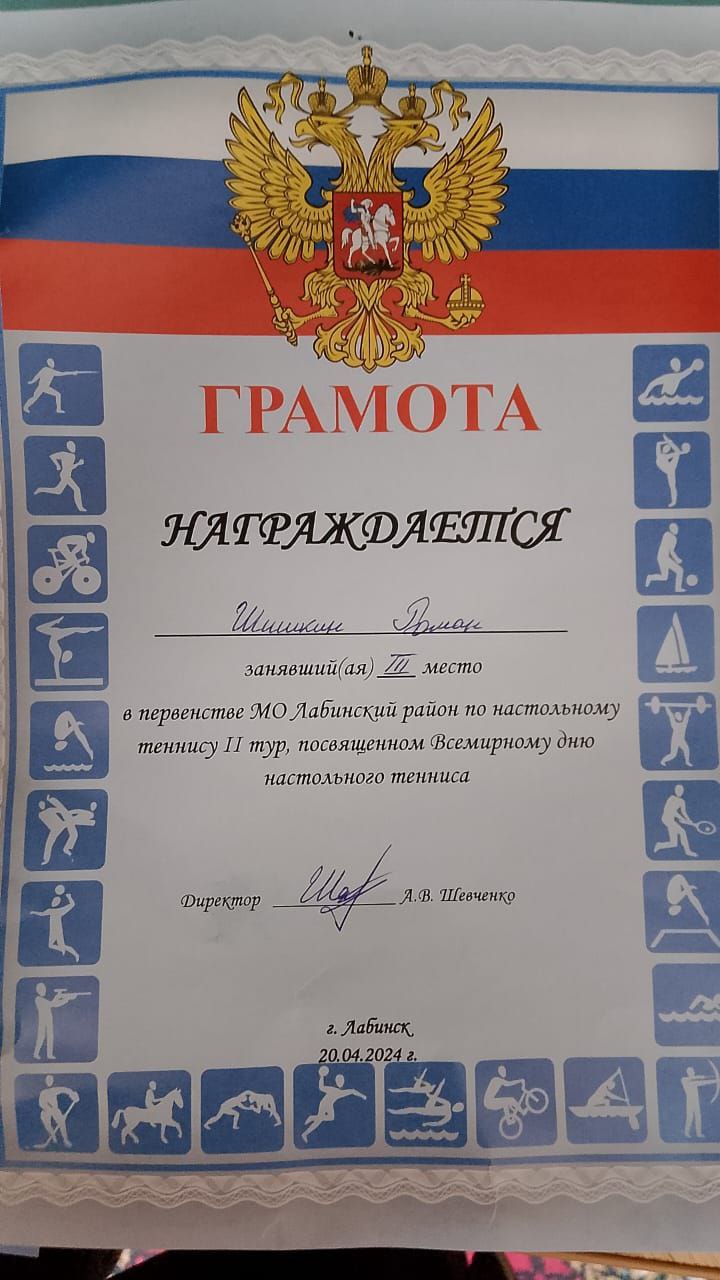 ГРАМОТА
НАГРАЖДАЕТСЯ
Шишкин Роман
занявший(ая) III место
в первенстве МО Лабинский район по настольному
теннису II тур, посвященном Всемирному дню
настольного тенниса
Директор А.В. Шевченко
г. Лабинск
20.04.2024 г.